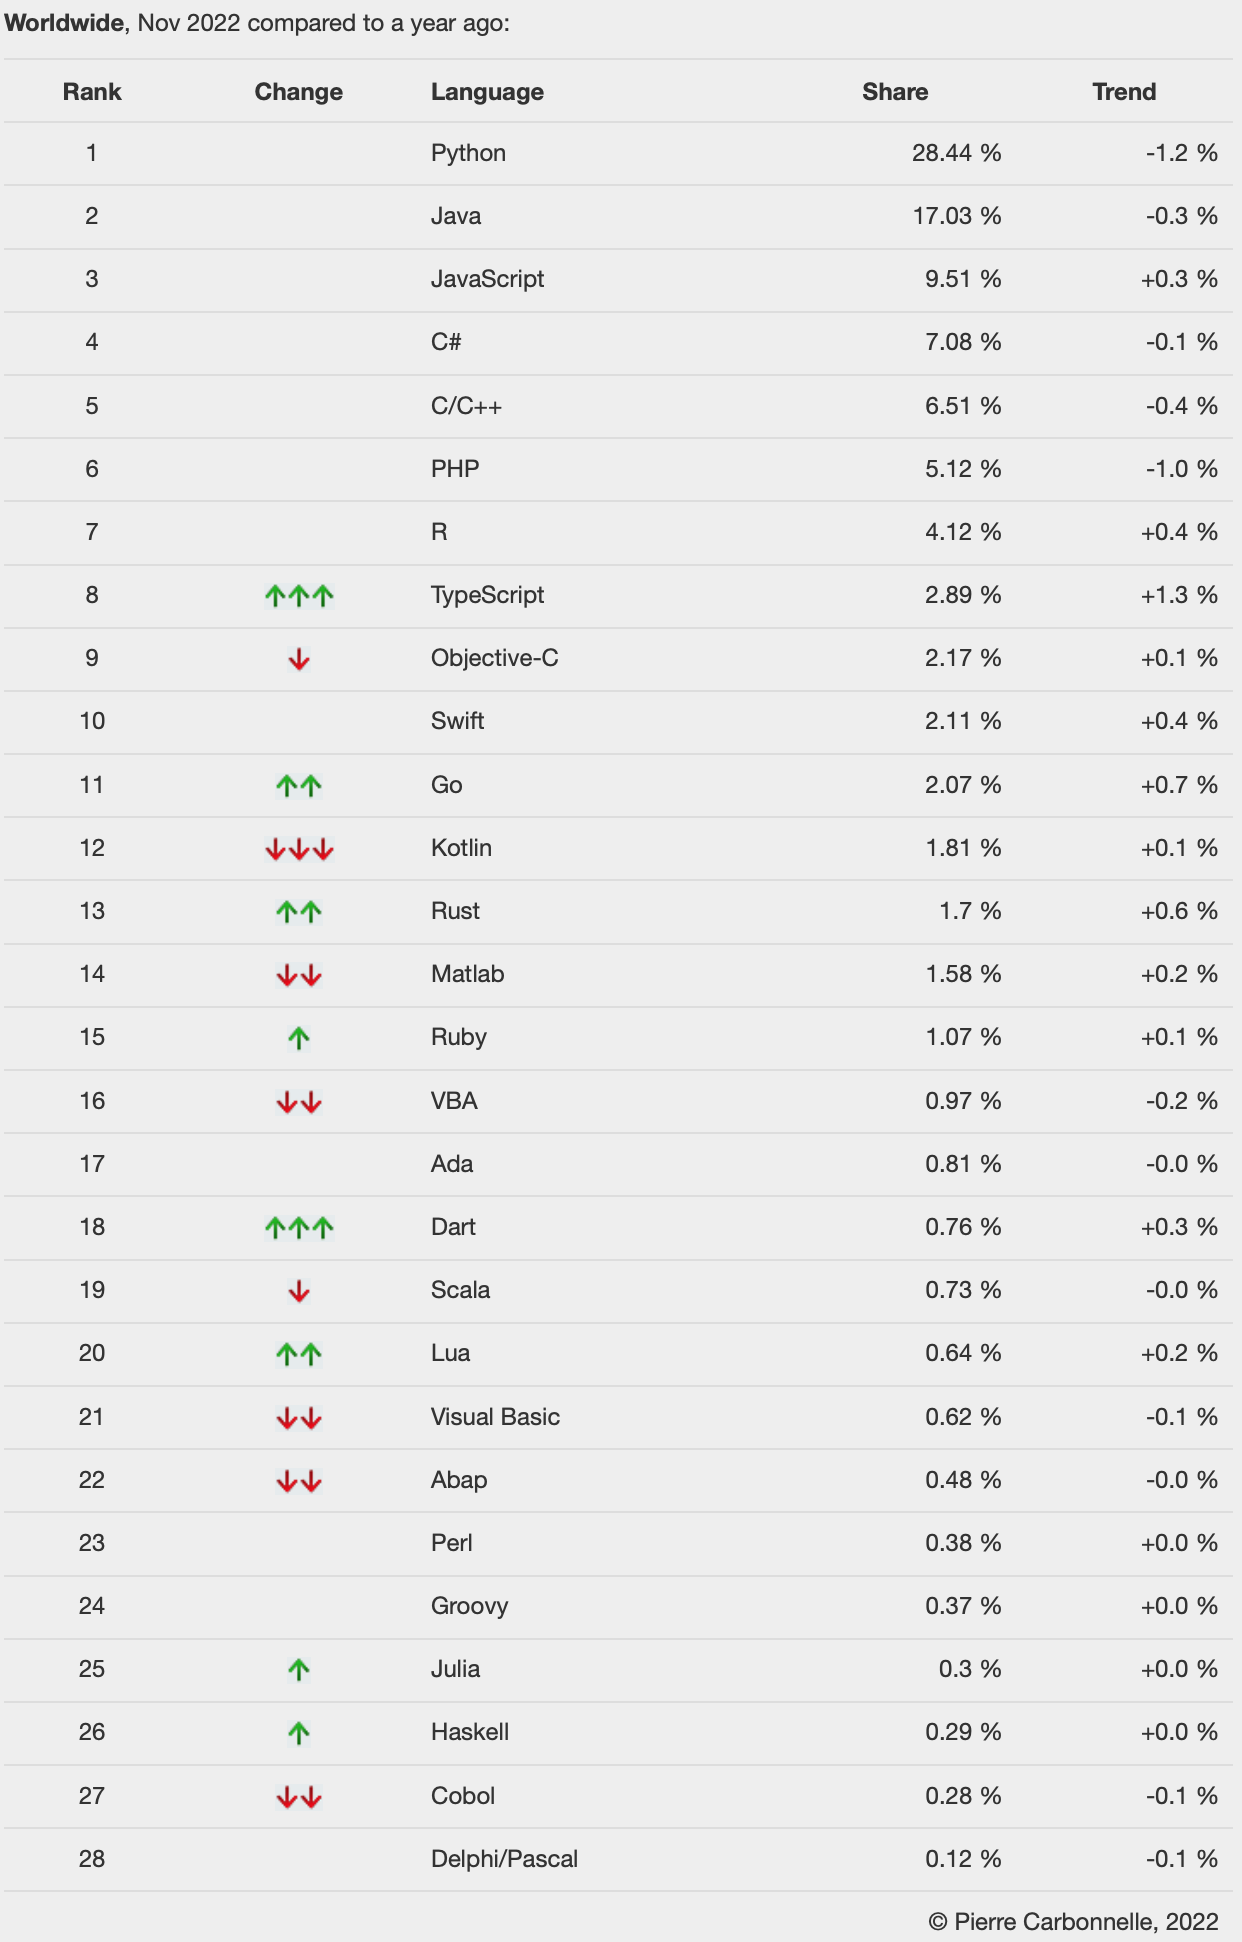 Worldwide, Nov 2022 compared to a year ago:
Rank Change Language Share Trend
1 Python 28.44 % -1.2 %
2 Java 17.03 % -0.3 %
3 JavaScript 9.51 % +0.3 %
4 C# 7.08 % -0.1 %
5 C/C++ 6.51 % -0.4 %
6 PHP 5.12 % -1.0 %
7 R 4.12 % +0.4 %
8 ↑↑↑ TypeScript 2.89 % +1.3 %
9 ↓ Objective-C 2.17 % +0.1 %
10 Swift 2.11 % +0.4 %
11 ↑↑ Go 2.07 % +0.7 %
12 ↓↓↓ Kotlin 1.81 % +0.1 %
13 ↑↑ Rust 1.7 % +0.6 %
14 ↓↓ Matlab 1.58 % +0.2 %
15 ↑ Ruby 1.07 % +0.1 %
16 ↓↓ VBA 0.97 % -0.2 %
17 Ada 0.81 % -0.0 %
18 ↑↑↑ Dart 0.76 % +0.3 %
19 ↓ Scala 0.73 % -0.0 %
20 ↑↑ Lua 0.64 % +0.2 %
21 ↓↓ Visual Basic 0.62 % -0.1 %
22 ↓↓ Abap 0.48 % -0.0 %
23 Perl 0.38 % +0.0 %
24 Groovy 0.37 % +0.0 %
25 ↑ Julia 0.3 % +0.0 %
26 ↑ Haskell 0.29 % +0.0 %
27 ↓↓ Cobol 0.28 % -0.1 %
28 Delphi/Pascal 0.12 % -0.1 %
© Pierre Carbonnelle, 2022